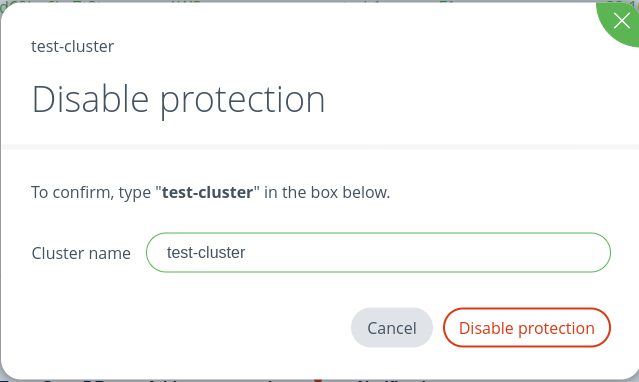 test-cluster
Disable protection
To confirm, type "test-cluster" in the box below.
Cluster name test-cluster
Cancel Disable protection